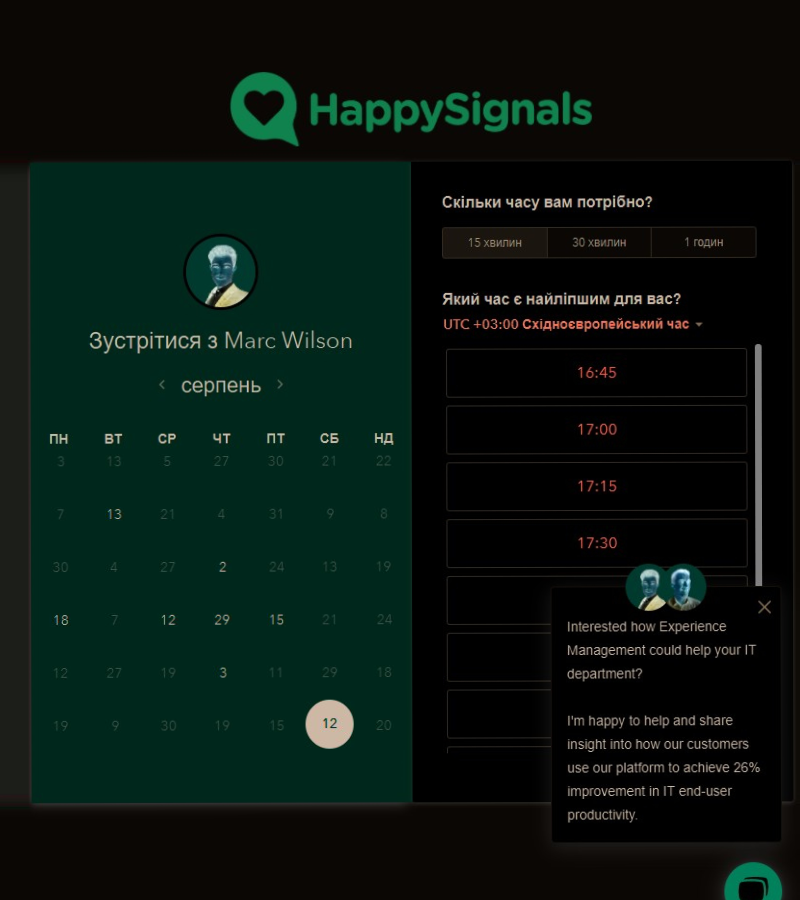 HappySignals
Зустрітися з Marc Wilson
серпень
ПН ВТ СР ЧТ ПТ СБ НД
3 13 5 27 30 21 22
7 13 21 4 31 9 8
30 4 27 2 24 13 19
18 7 12 29 15 21 24
12 27 19 3 11 29 18
19 9 30 19 15 12 20
Скільки часу вам потрібно?
15 хвилин 30 хвилин 1 годин
Який час є найліпшим для вас?
UTC +03:00 Східноєвропейський час
16:45
17:00
17:15
17:30
Interested how Experience
Management could help your IT
department?
I'm happy to help and share
insight into how our customers
use our platform to achieve 26%
improvement in IT end-user
productivity.